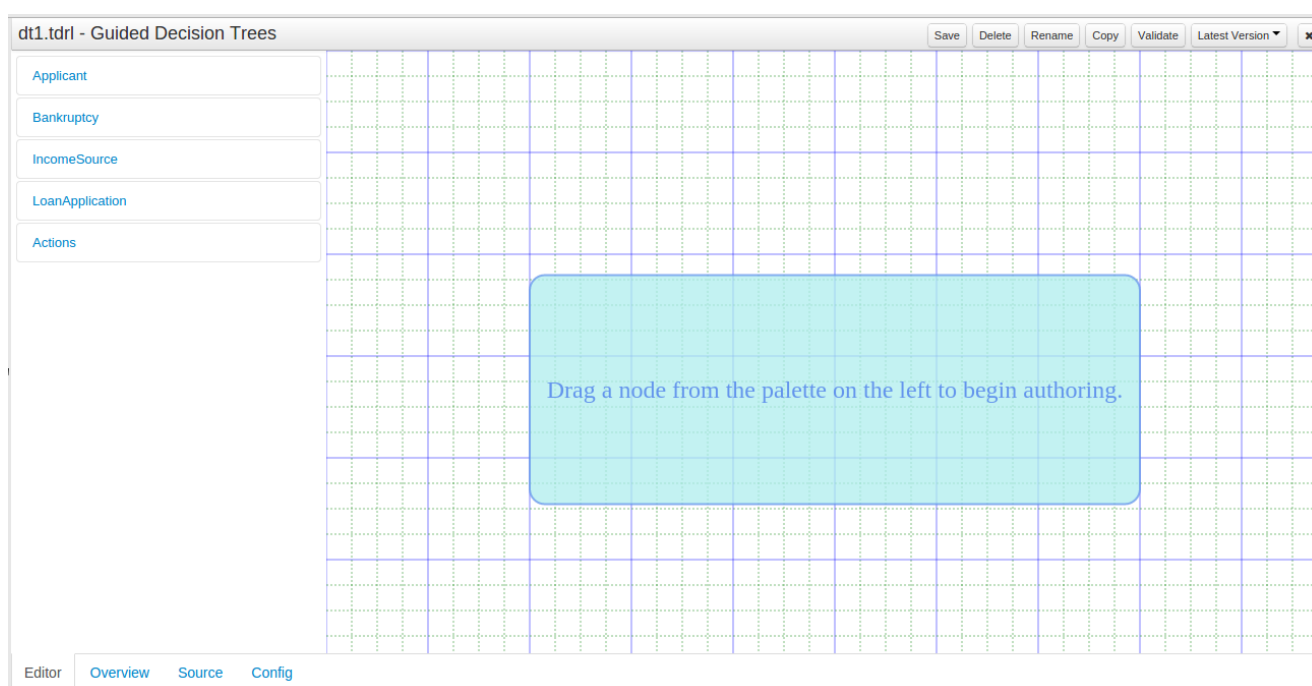 dt1.tdrl - Guided Decision Trees
Save Delete Rename Copy Validate Latest Version
Applicant
Bankruptcy
IncomeSource
LoanApplication
Actions
Drag a node from the palette on the left to begin authoring.
Editor Overview Source Config